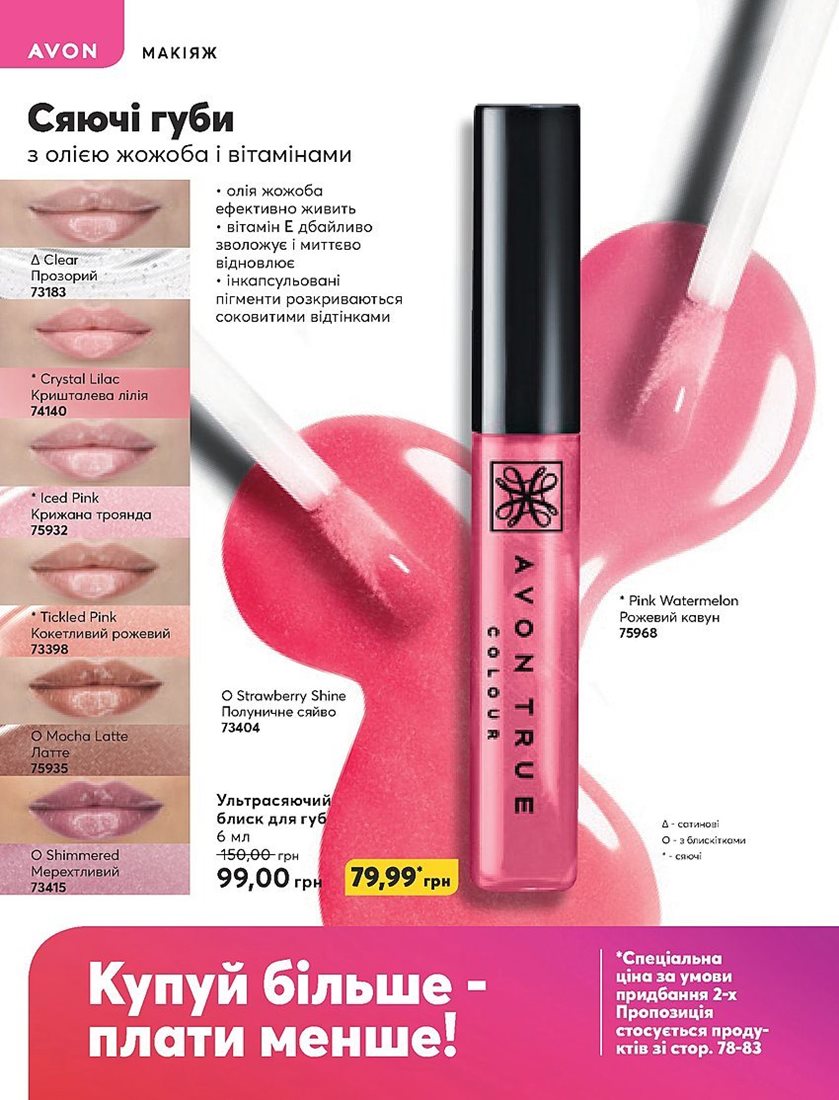 AVON
МАКІЯЖ
Сяючі губи
з олією жожоба і вітамінами
• олія жожоба
ефективно живить
• вітамін Е дбайливо
зволожує і миттєво
відновлює
• інкапсульовані
пігменти розкриваються
соковитими відтінками
Δ Clear
Прозорий
73183
* Crystal Lilac
Кришталева лілія
74140
* Iced Pink
Крижана троянда
75932
* Tickled Pink
Кокетливий рожевий
73398
O Mocha Latte
Латте
75935
O Shimmered
Мерехтливий
73415
AVON TRUE
COLOUR
* Pink Watermelon
Рожевий кавун
75968
O Strawberry Shine
Полуничне сяйво
73404
Ультрасяючий
блиск для губ
6 мл
150,00 грн
99,00 грн
79,99* грн
Δ - сатинові
O - з блискітками
* - сяючі
Купуй більше -
плати менше!
*Спеціальна
ціна за умови
придбання 2-х
Пропозиція
стосується проду-
ктів зі стор. 78-83